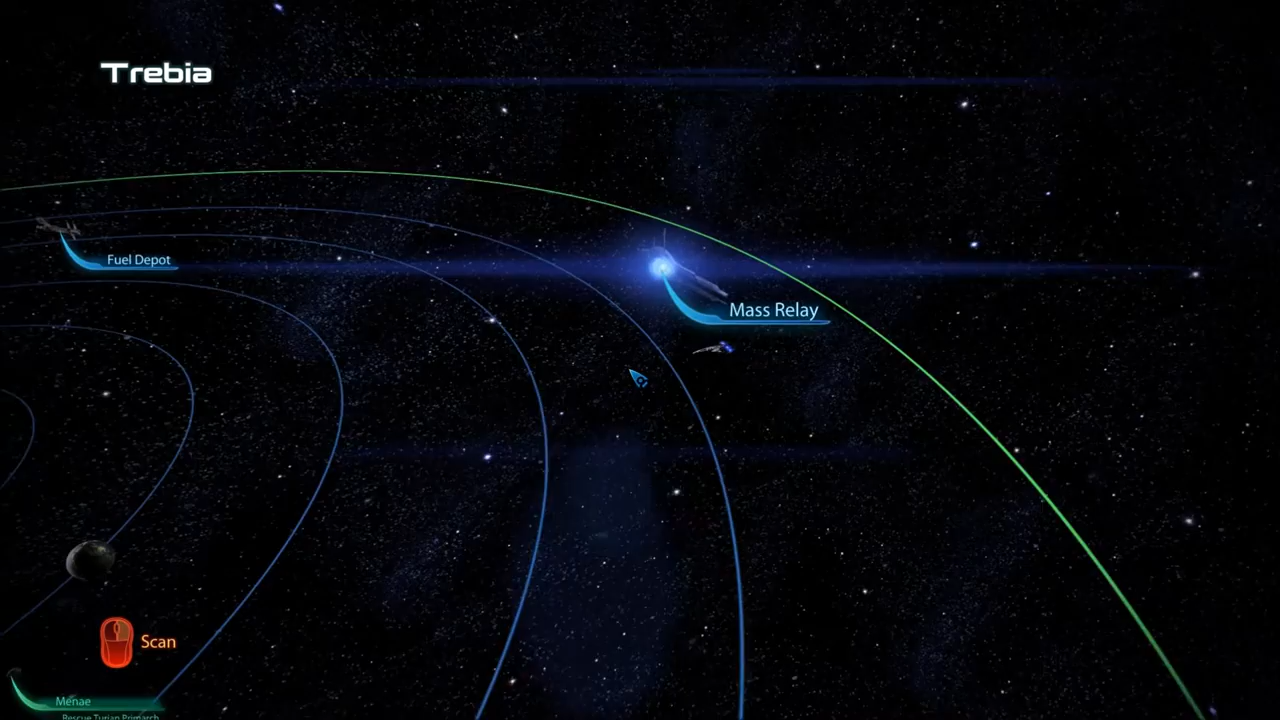 Trebia
Fuel Depot
Mass Relay
Scan
Menae
Rescue Turian Primarch